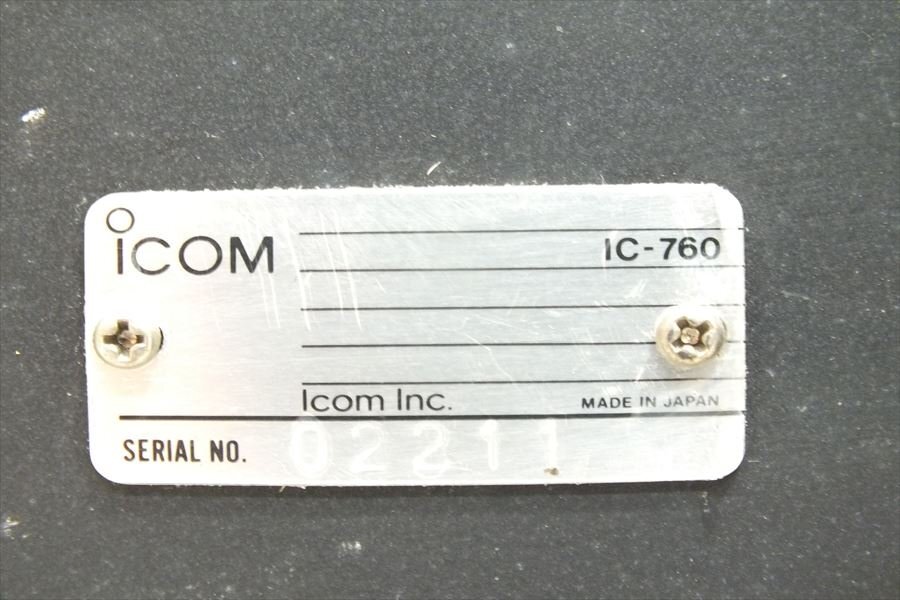 iCOM
IC-760
Icom Inc.
MADE IN JAPAN
SERIAL NO. 02211